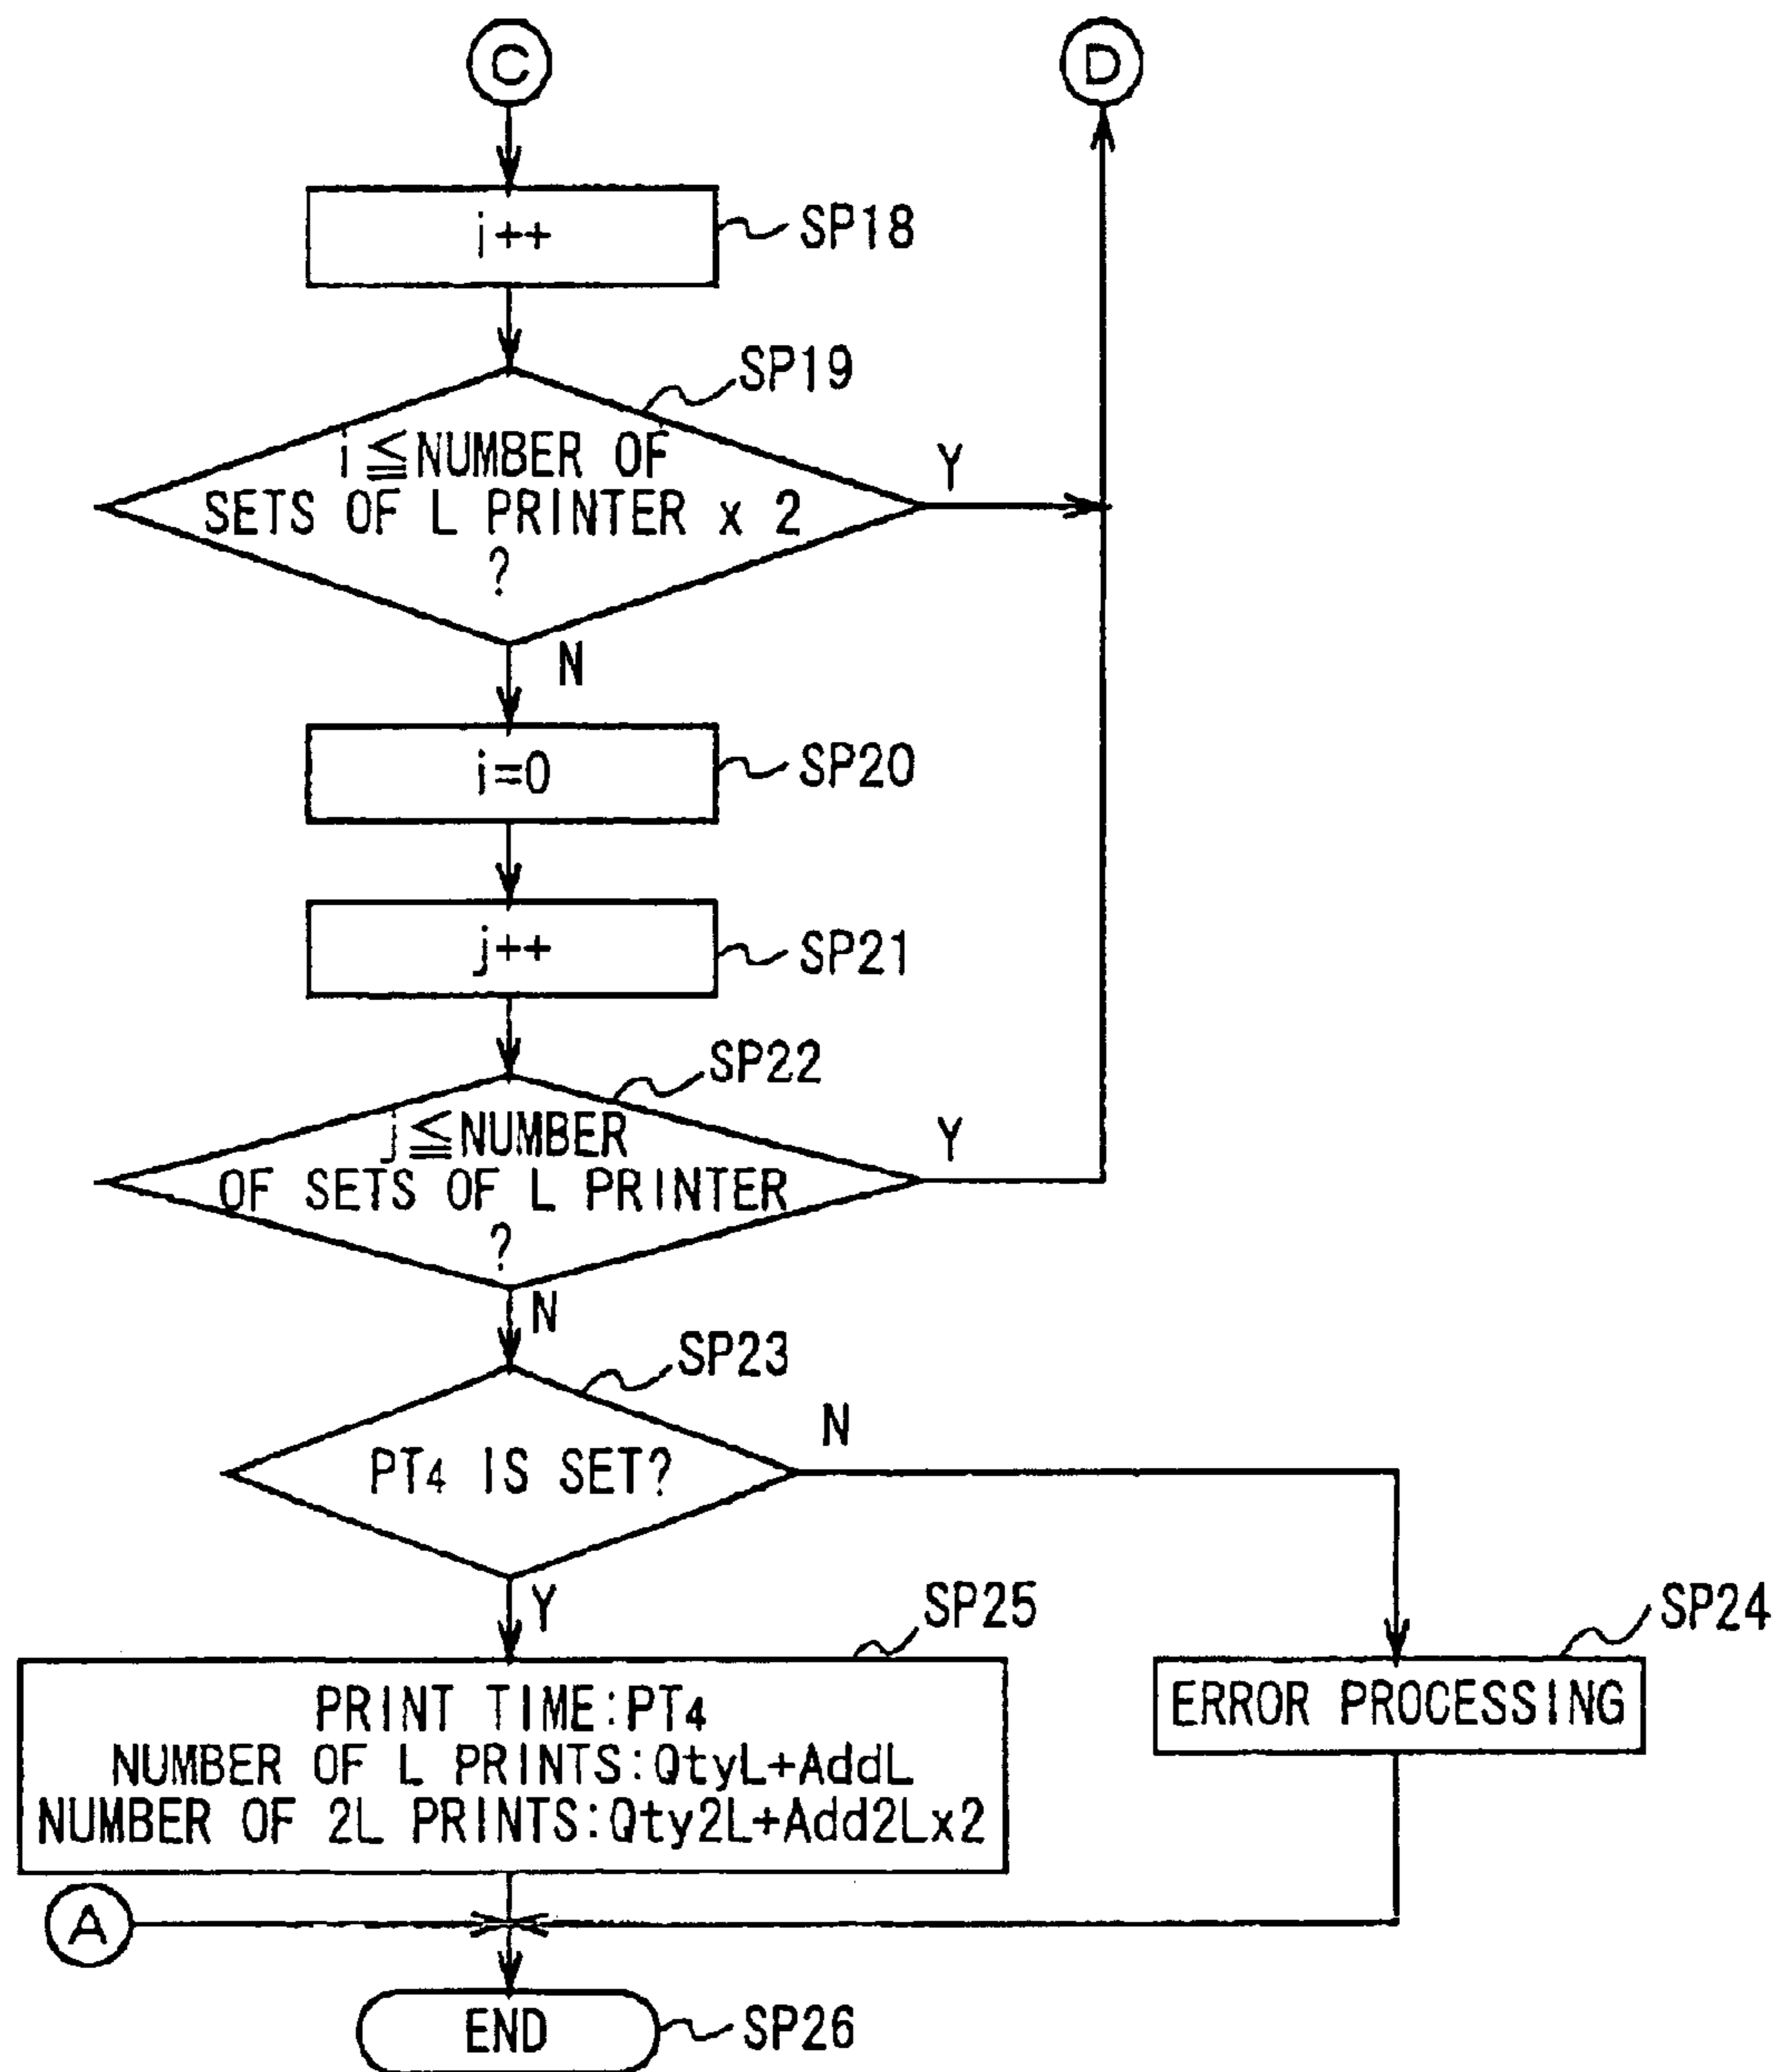 C
D
i++
SP18
SP19
i≦NUMBER OF
SETS OF L PRINTER x 2
?
Y
N
i=0
SP20
j++
SP21
SP22
j≦NUMBER
OF SETS OF L PRINTER
?
Y
N
SP23
PT4 IS SET?
N
Y
SP25
SP24
PRINT TIME:PT4
NUMBER OF L PRINTS:QtyL+AddL
NUMBER OF 2L PRINTS:Qty2L+Add2Lx2
ERROR PROCESSING
A
END
SP26